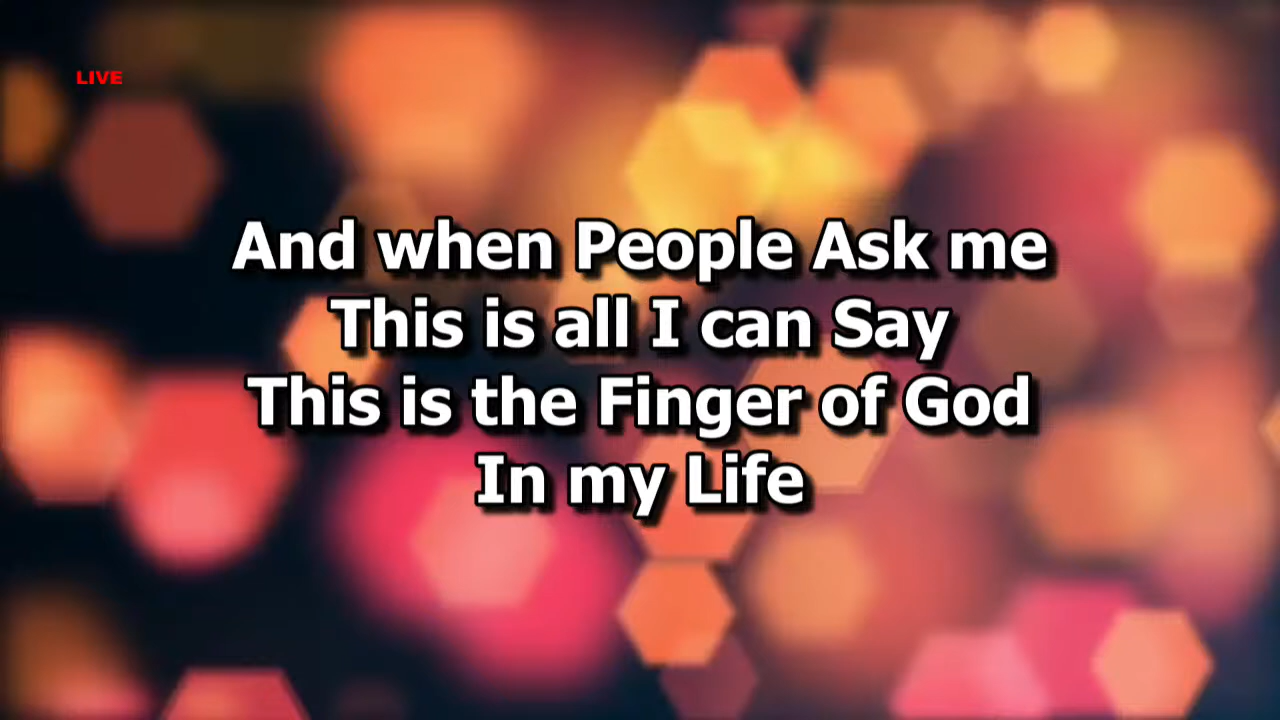 LIVE
And when People Ask me
This is all I can Say
This is the Finger of God
In my Life